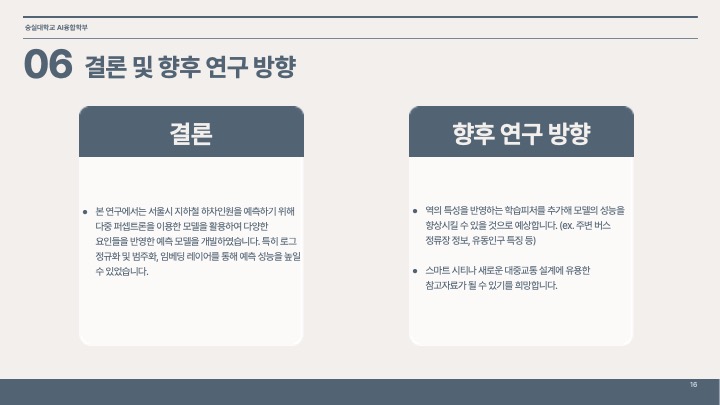 숭실대학교 AI융합학부
06 결론 및 향후 연구 방향
결론
• 본 연구에서는 서울시 지하철 하차인원을 예측하기 위해
다중 퍼셉트론을 이용한 모델을 활용하여 다양한
요인들을 반영한 예측 모델을 개발하였습니다. 특히 로그
정규화 및 범주화, 임베딩 레이어를 통해 예측 성능을 높일
수 있었습니다.
향후 연구 방향
• 역의 특성을 반영하는 학습피처를 추가해 모델의 성능을
향상시킬 수 있을 것으로 예상합니다. (ex. 주변 버스
정류장 정보, 유동인구 특징 등)
• 스마트 시티나 새로운 대중교통 설계에 유용한
참고자료가 될 수 있기를 희망합니다.
16